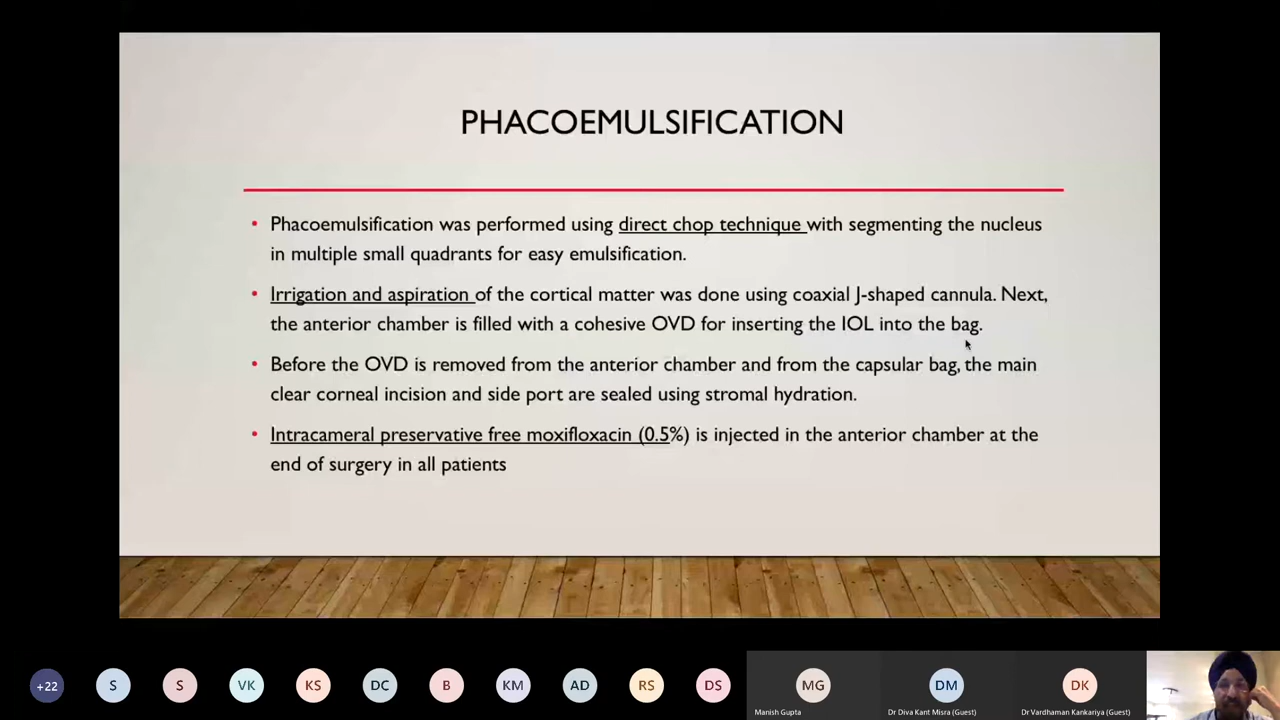 PHACOEMULSIFICATION
• Phacoemulsification was performed using direct chop technique with segmenting the nucleus
in multiple small quadrants for easy emulsification.
• Irrigation and aspiration of the cortical matter was done using coaxial J-shaped cannula. Next,
the anterior chamber is filled with a cohesive OVD for inserting the IOL into the bag.
• Before the OVD is removed from the anterior chamber and from the capsular bag, the main
clear corneal incision and side port are sealed using stromal hydration.
• Intracameral preservative free moxifloxacin (0.5%) is injected in the anterior chamber at the
end of surgery in all patients
+22 S S VK KS DC B KM AD RS DS MG DM DK
Manish Gupta Dr Diva Kant Misra (Guest) Dr Vardhaman Kankariya (Guest)